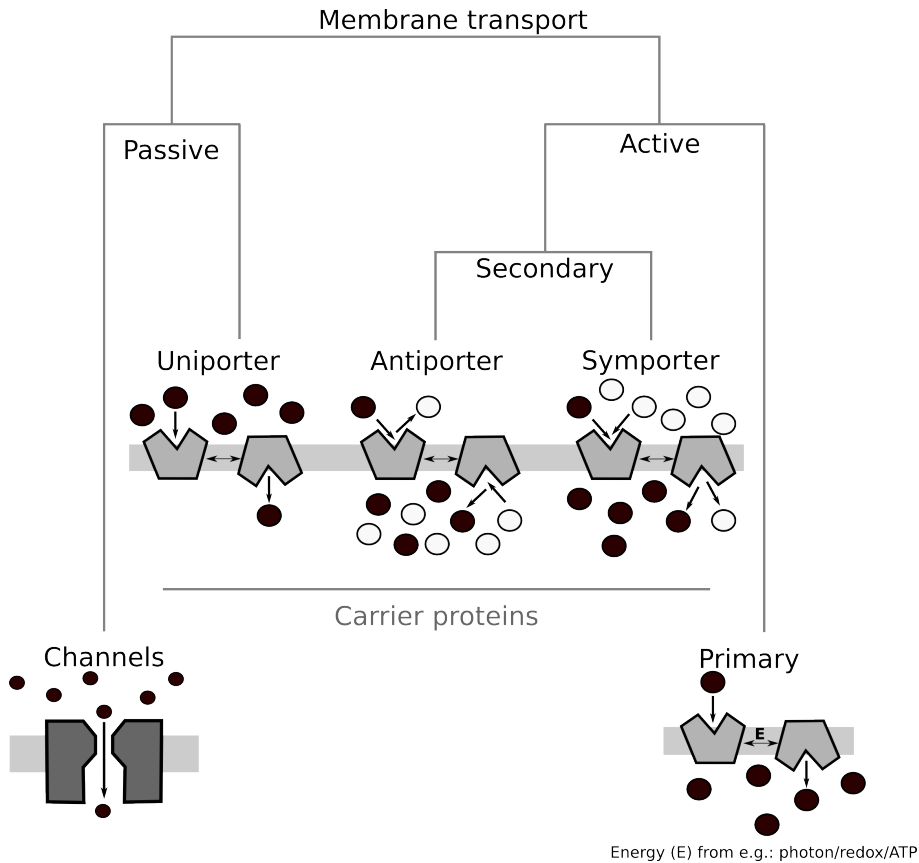 Membrane transport
Passive
Active
Secondary
Uniporter
Antiporter
Symporter
Carrier proteins
Channels
Primary
E
Energy (E) from e.g.: photon/redox/ATP